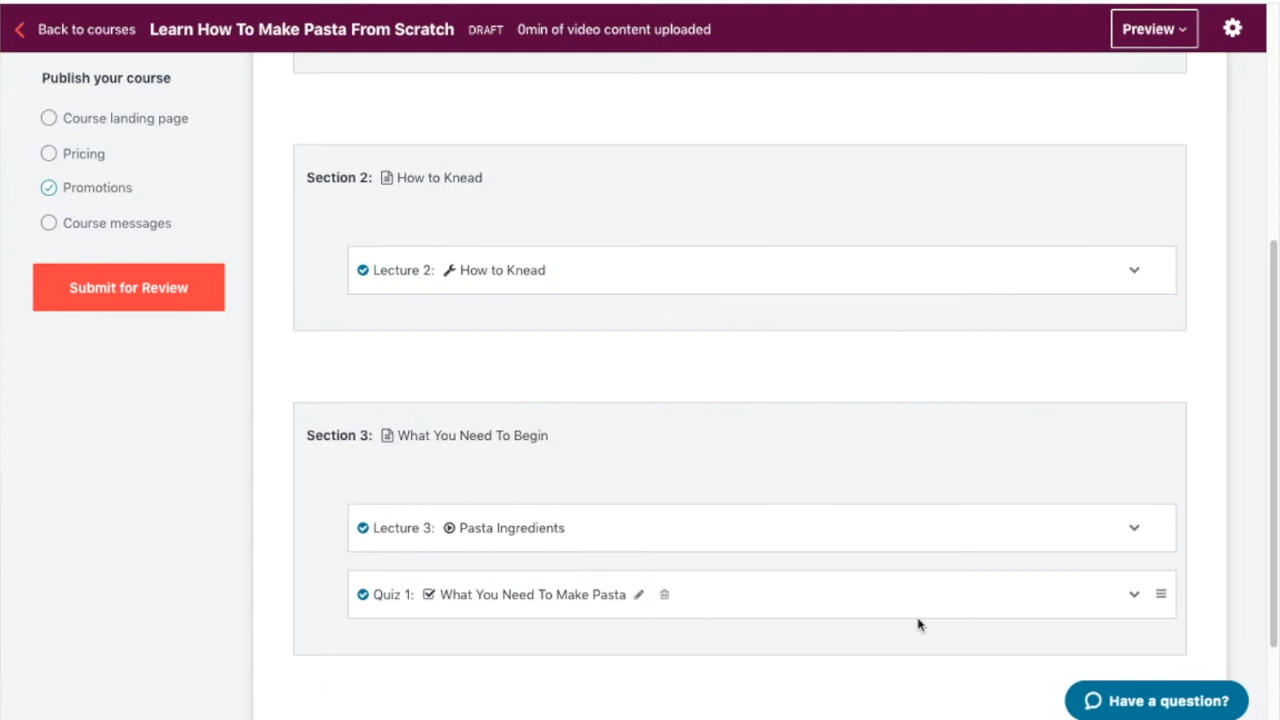 Back to courses Learn How To Make Pasta From Scratch DRAFT 0min of video content uploaded Preview
Publish your course
Course landing page
Pricing
Promotions
Course messages
Submit for Review
Section 2: How to Knead
Lecture 2: How to Knead
Section 3: What You Need To Begin
Lecture 3: Pasta Ingredients
Quiz 1: What You Need To Make Pasta
Have a question?